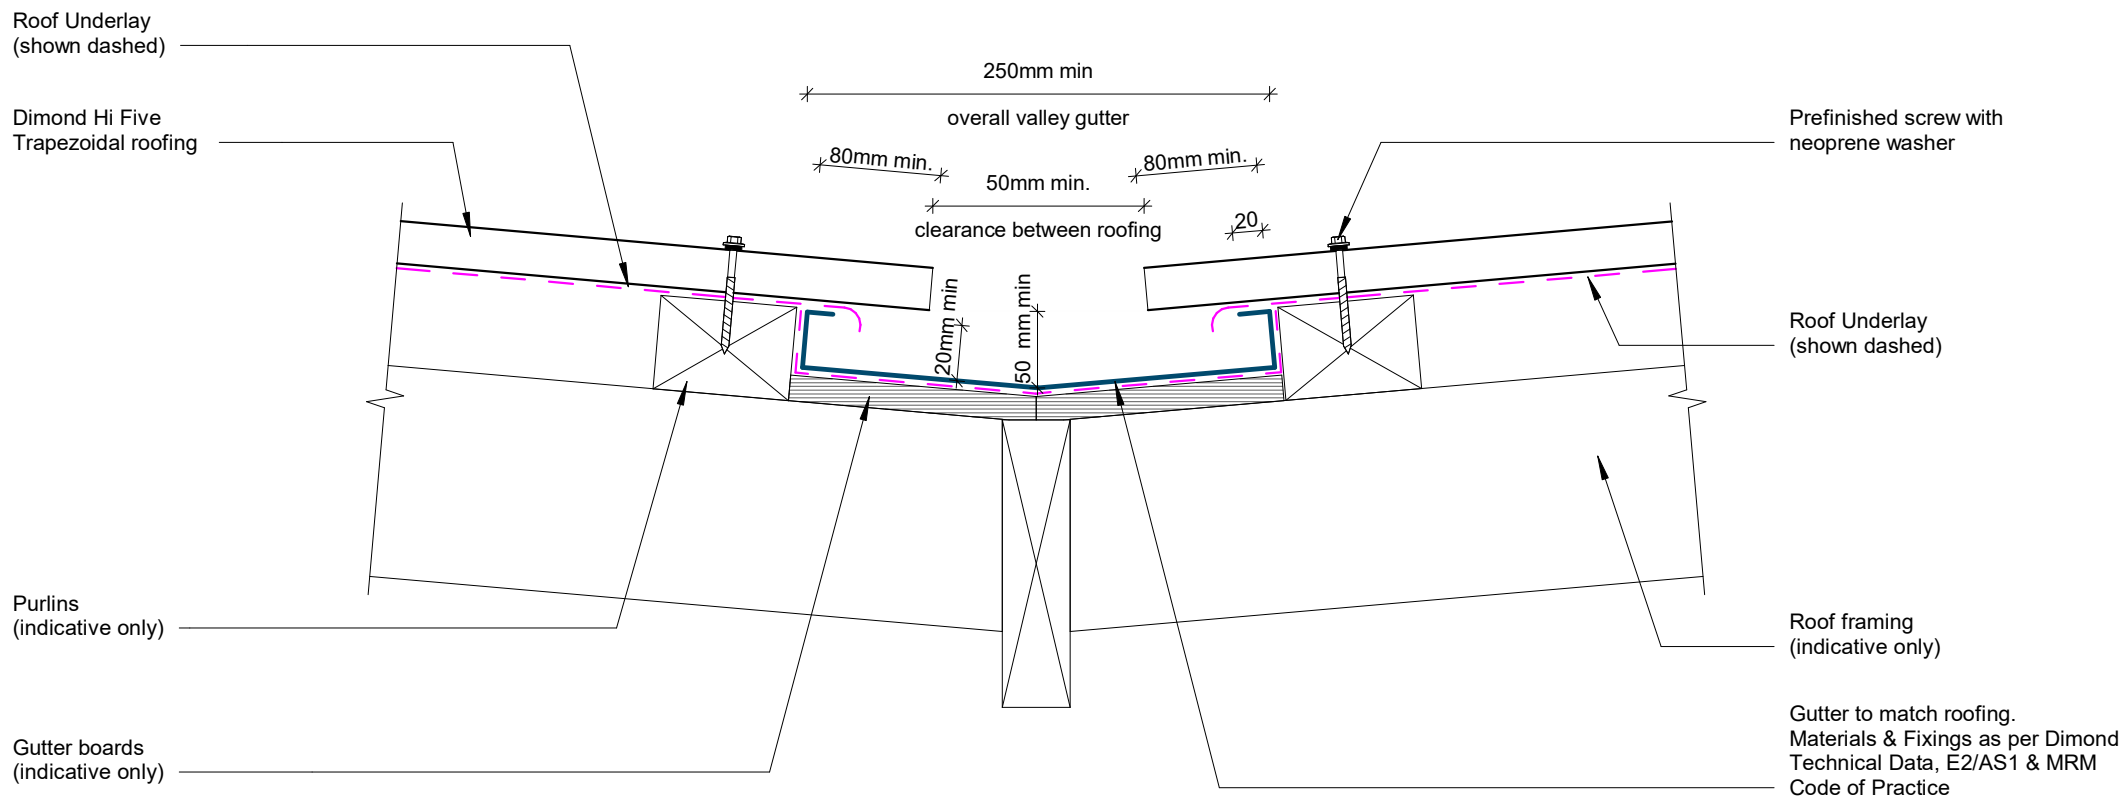 Roof Underlay
(shown dashed)
250mm min
overall valley gutter
Dimond Hi Five
Trapezoidal roofing
Prefinished screw with
neoprene washer
80mm min.
80mm min.
50mm min.
clearance between roofing
20
20mm min
50 mm min
Roof Underlay
(shown dashed)
Purlins
(indicative only)
Roof framing
(indicative only)
Gutter boards
(indicative only)
Gutter to match roofing.
Materials & Fixings as per Dimond
Technical Data, E2/AS1 & MRM
Code of Practice